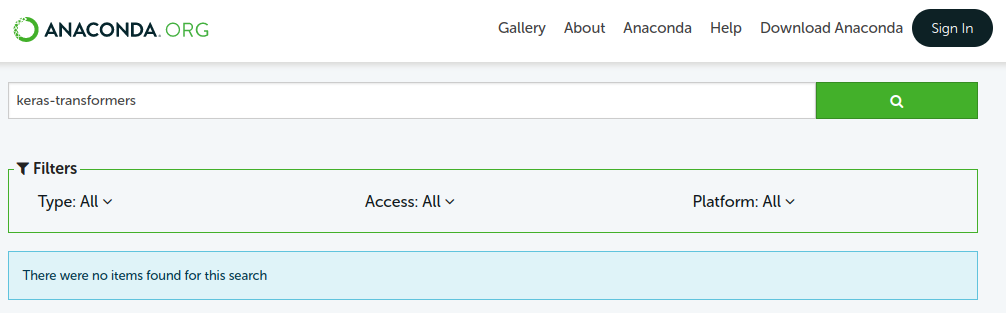 ANACONDA.ORG
Gallery About Anaconda Help Download Anaconda Sign In
keras-transformers
Filters
Type: All Access: All Platform: All
There were no items found for this search